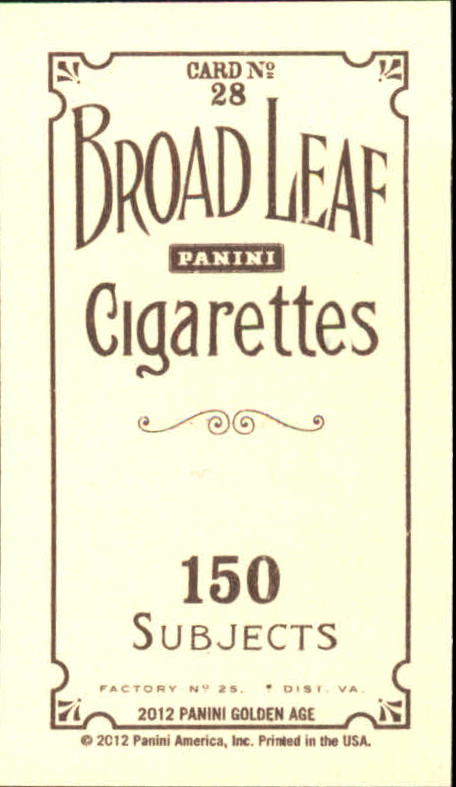 CARD Nº
28
BROAD LEAF
PANINI
Cigarettes
150
SUBJECTS
FACTORY Nº 25. DIST. VA.
2012 PANINI GOLDEN AGE
© 2012 Panini America, Inc. Printed in the USA.